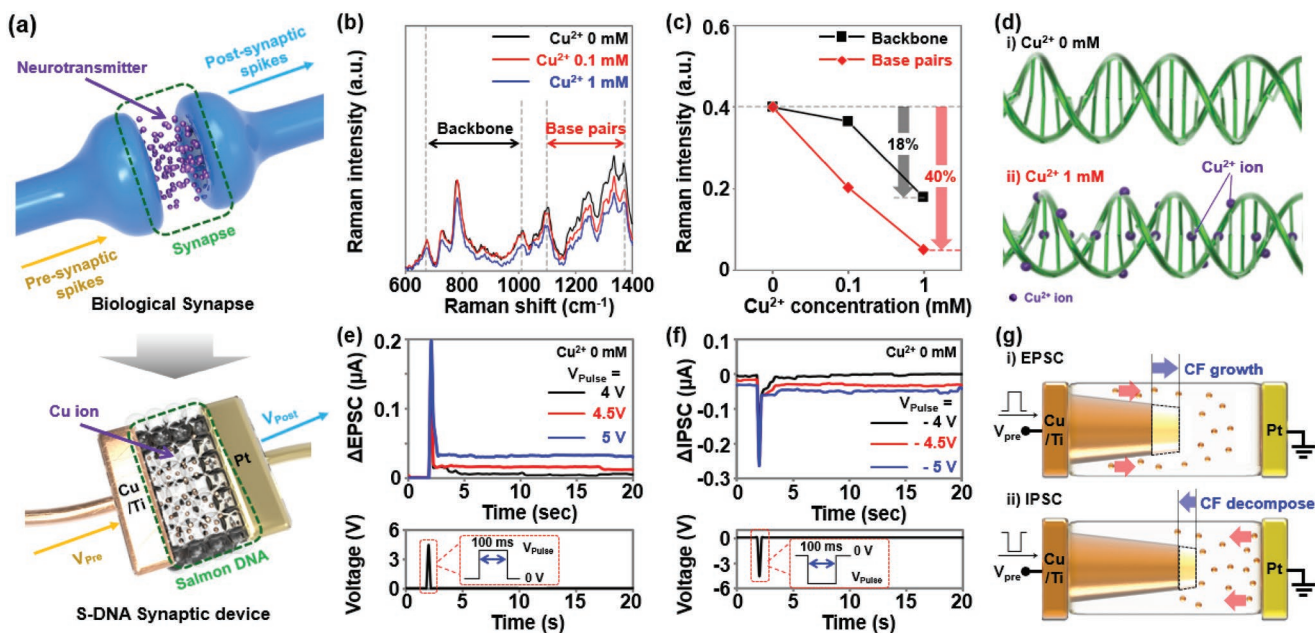 (a)
Neurotransmitter
Post-synaptic
spikes
Synapse
Pre-synaptic
spikes
Biological Synapse
Cu ion
V_Post
Pt
Cu
/Ti
V_Pre
Salmon DNA
S-DNA Synaptic device
(b)
Raman intensity (a.u.)
Cu²⁺ 0 mM
Cu²⁺ 0.1 mM
Cu²⁺ 1 mM
Backbone
Base pairs
600 800 1000 1200 1400
Raman shift (cm⁻¹)
(c)
Raman intensity (a.u.)
0.6
0.4
0.2
0
Backbone
Base pairs
18%
40%
0 0.1 1
Cu²⁺ concentration (mM)
(d)
i) Cu²⁺ 0 mM
ii) Cu²⁺ 1 mM
Cu²⁺ ion
Cu²⁺ ion
(e)
ΔEPSC (µA)
0.2
0.1
0
Cu²⁺ 0 mM
V_Pulse =
4 V
4.5V
5 V
0 5 10 15 20
Time (sec)
Voltage (V)
6
3
0
100 ms
V_Pulse
0 V
0 5 10 15 20
Time (s)
(f)
ΔIPSC (µA)
0.1
0
-0.1
-0.2
-0.3
Cu²⁺ 0 mM
V_Pulse =
- 4V
- 4.5V
- 5 V
0 5 10 15 20
Time (sec)
Voltage (V)
3
0
-3
-6
100 ms
0 V
V_Pulse
0 5 10 15 20
Time (s)
(g)
i) EPSC
CF growth
V_pre
Cu
/Ti
Pt
ii) IPSC
CF decompose
V_pre
Cu
/Ti
Pt